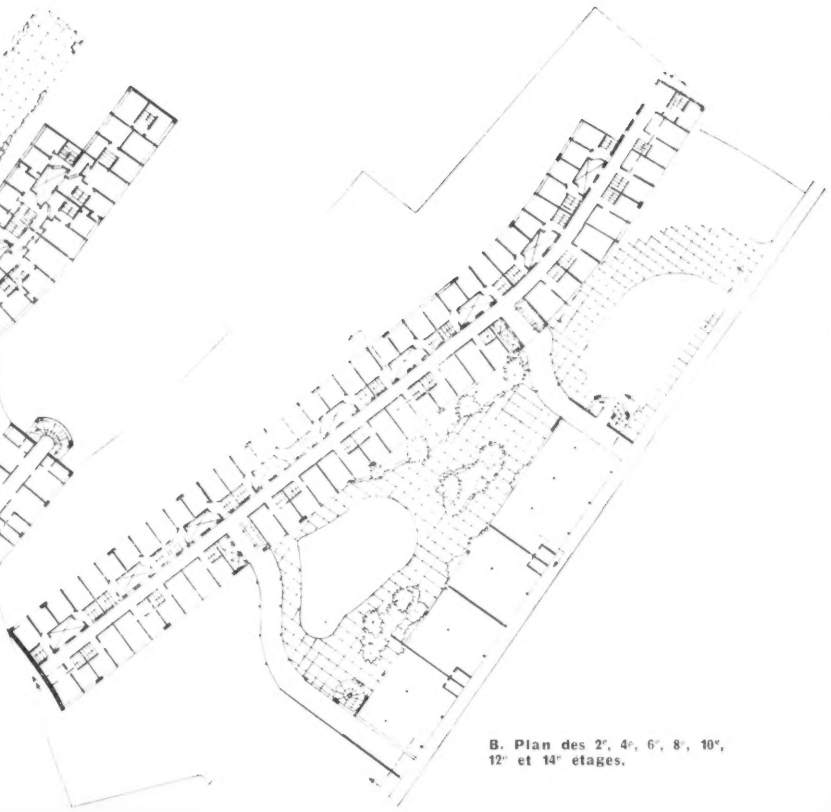 B. Plan des 2ᵉ, 4ᵉ, 6ᵉ, 8ᵉ, 10ᵉ,
12ᵉ et 14ᵉ étages.